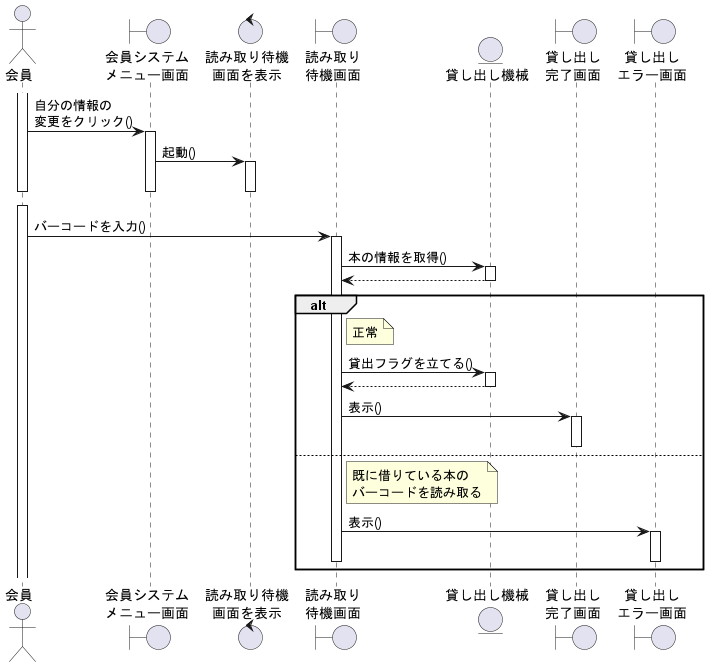 会員
会員システム
メニュー画面
読み取り待機
画面を表示
読み取り
待機画面
貸し出し機械
貸し出し
完了画面
貸し出し
エラー画面
自分の情報の
変更をクリック()
起動()
バーコードを入力()
本の情報を取得()
alt
正常
貸出フラグを立てる()
表示()
既に借りている本の
バーコードを読み取る
表示()
会員
会員システム
メニュー画面
読み取り待機
画面を表示
読み取り
待機画面
貸し出し機械
貸し出し
完了画面
貸し出し
エラー画面